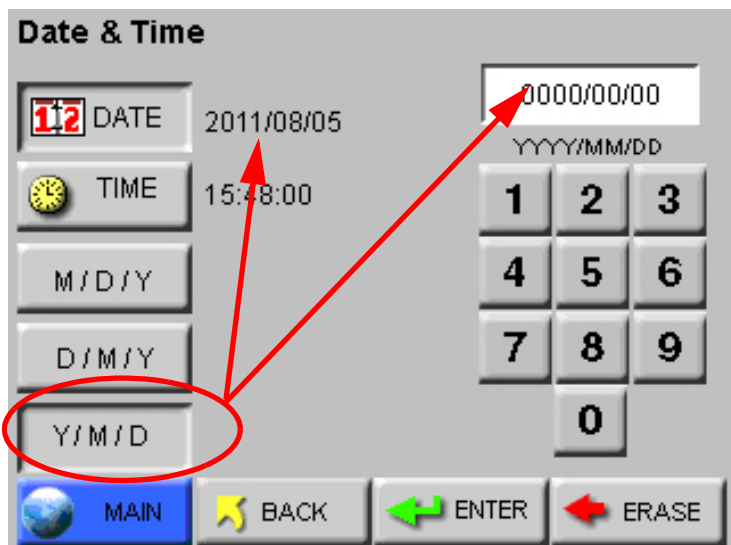 Date & Time
DATE
2011/08/05
0000/00/00
YYYY/MM/DD
TIME
15:48:00
1 2 3
M/D/Y
4 5 6
D/M/Y
7 8 9
Y/M/D
0
MAIN
BACK
ENTER
ERASE